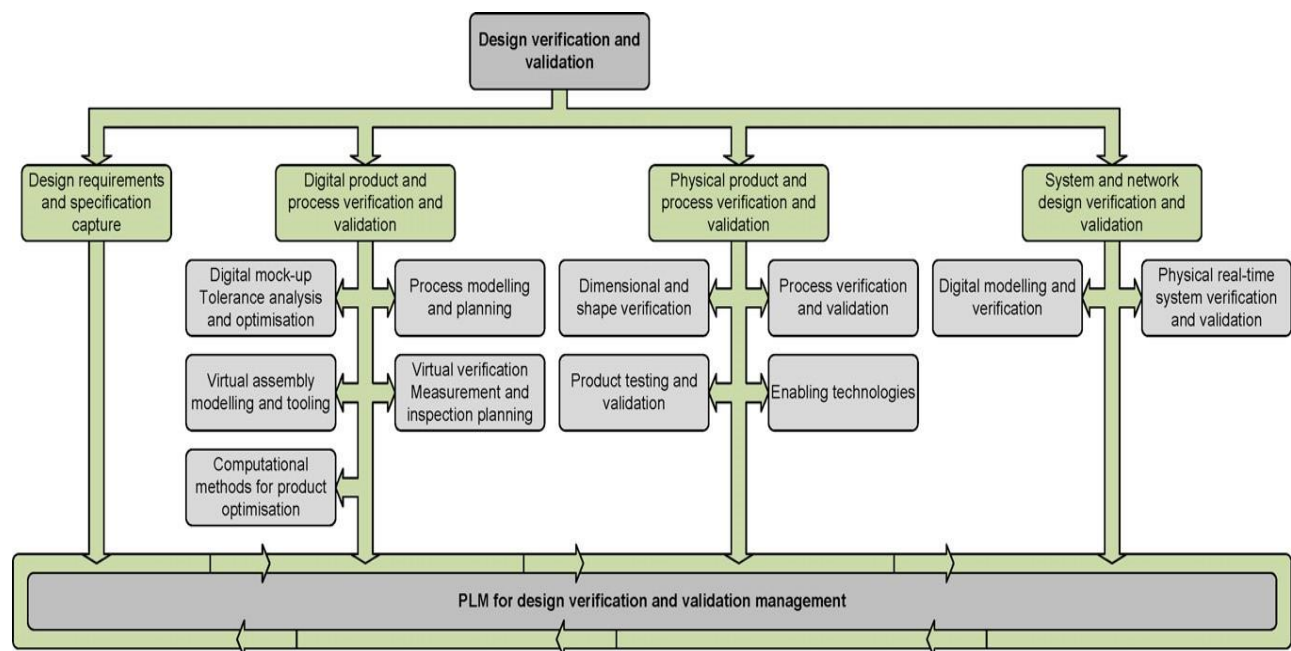 Design verification and
validation
Design requirements
and specification
capture
Digital product and
process verification and
validation
Physical product and
process verification and
validation
System and network
design verification and
validation
Digital mock-up
Tolerance analysis
and optimisation
Process modelling
and planning
Dimensional and
shape verification
Process verification
and validation
Digital modelling and
verification
Physical real-time
system verification
and validation
Virtual assembly
modelling and tooling
Virtual verification
Measurement and
inspection planning
Product testing and
validation
Enabling technologies
Computational
methods for product
optimisation
PLM for design verification and validation management